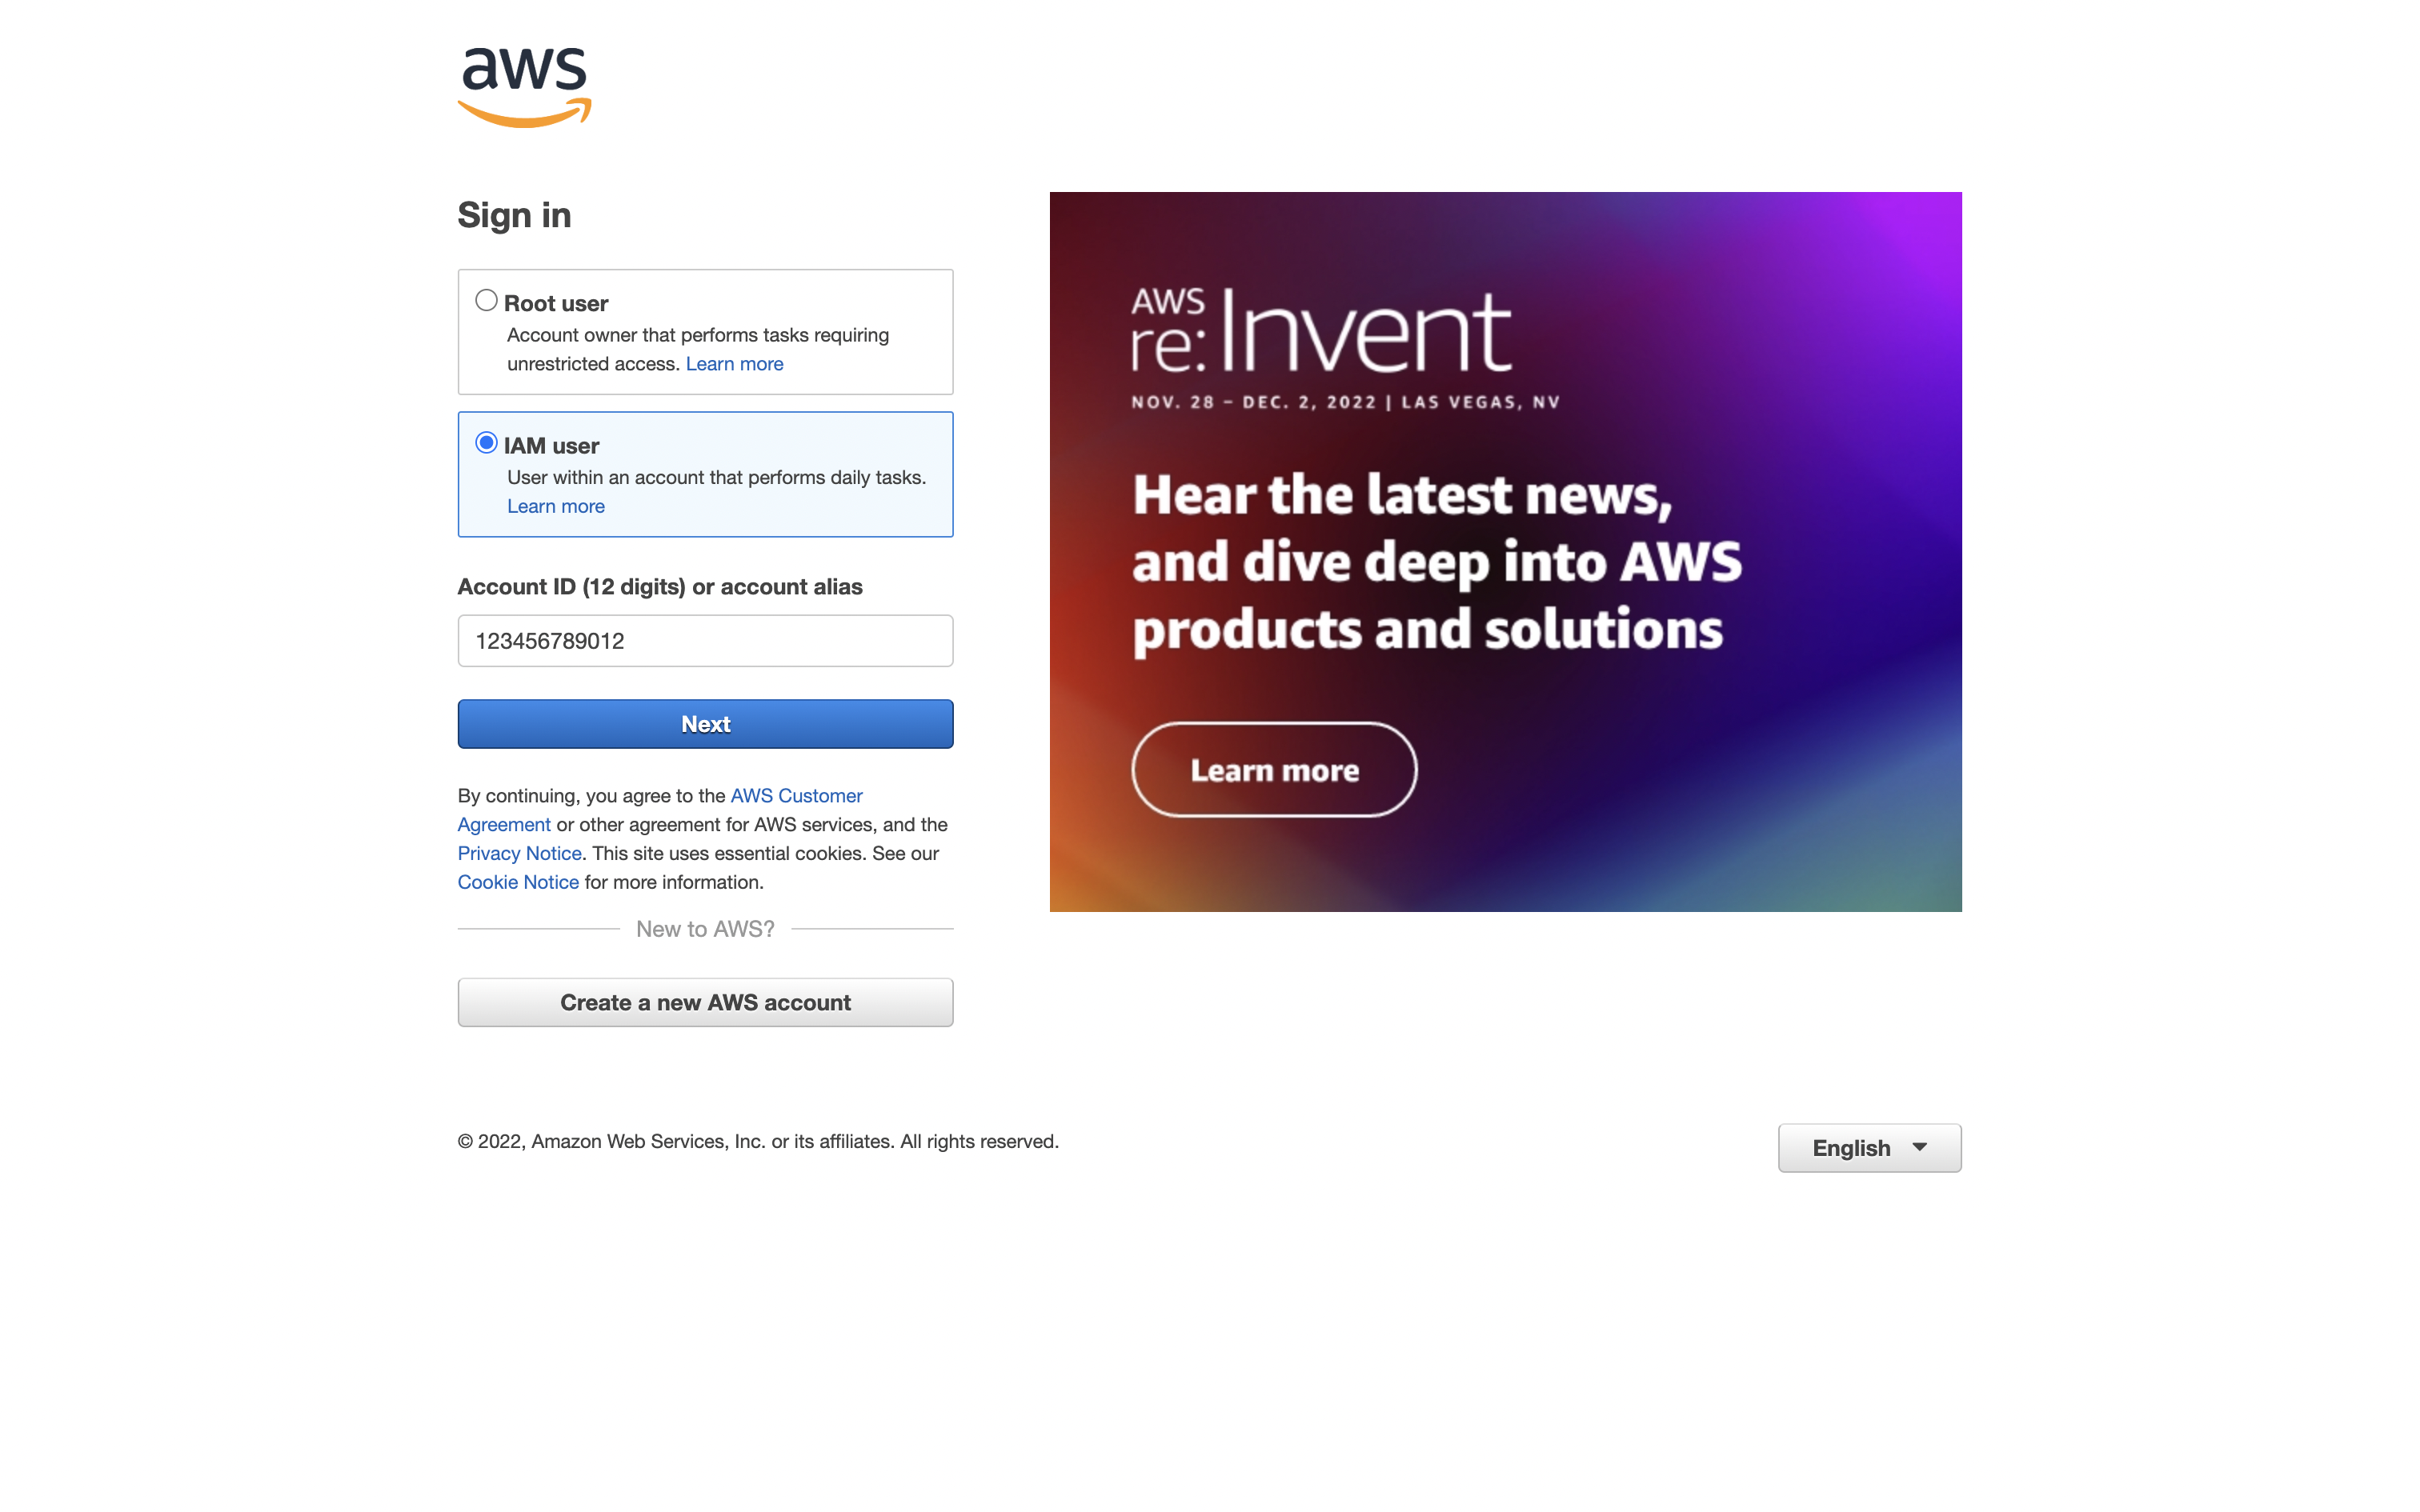 aws
Sign in
Root user
Account owner that performs tasks requiring
unrestricted access. Learn more
IAM user
User within an account that performs daily tasks.
Learn more
Account ID (12 digits) or account alias
123456789012
Next
By continuing, you agree to the AWS Customer
Agreement or other agreement for AWS services, and the
Privacy Notice. This site uses essential cookies. See our
Cookie Notice for more information.
New to AWS?
Create a new AWS account
AWS
re:Invent
NOV. 28 – DEC. 2, 2022 | LAS VEGAS, NV
Hear the latest news,
and dive deep into AWS
products and solutions
Learn more
© 2022, Amazon Web Services, Inc. or its affiliates. All rights reserved.
English